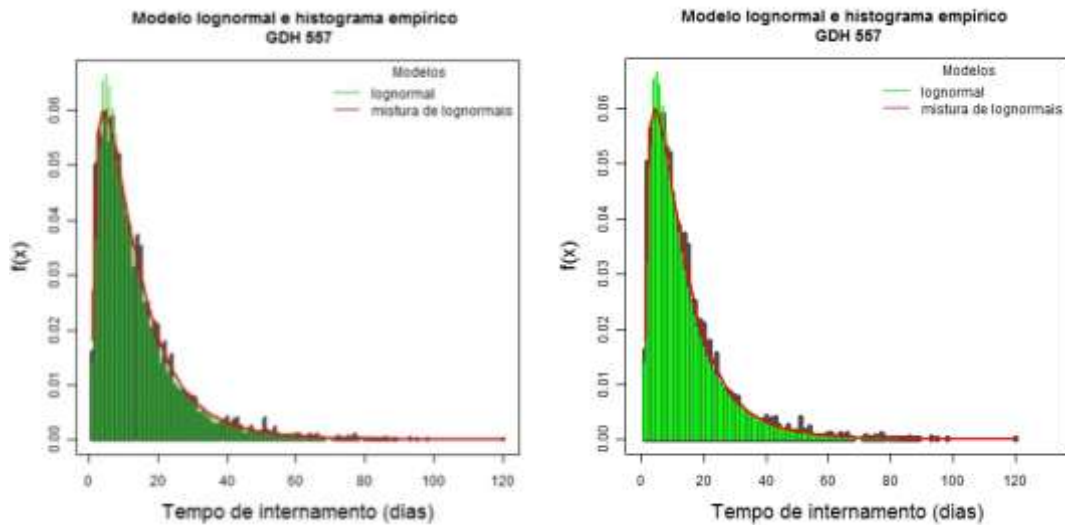 Modelo lognormal e histograma empírico
GDH 557
Modelos
lognormal
mistura de lognormais
f(x)
0.06
0.05
0.04
0.03
0.02
0.01
0.00
0 20 40 60 80 100 120
Tempo de internamento (dias)
Modelo lognormal e histograma empírico
GDH 557
Modelos
lognormal
mistura de lognormais
f(x)
0.06
0.05
0.04
0.03
0.02
0.01
0.00
0 20 40 60 80 100 120
Tempo de internamento (dias)